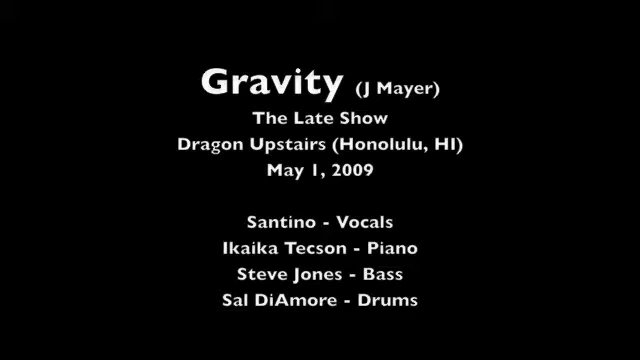 Gravity (J Mayer)
The Late Show
Dragon Upstairs (Honolulu, HI)
May 1, 2009
Santino - Vocals
Ikaika Tecson - Piano
Steve Jones - Bass
Sal DiAmore - Drums